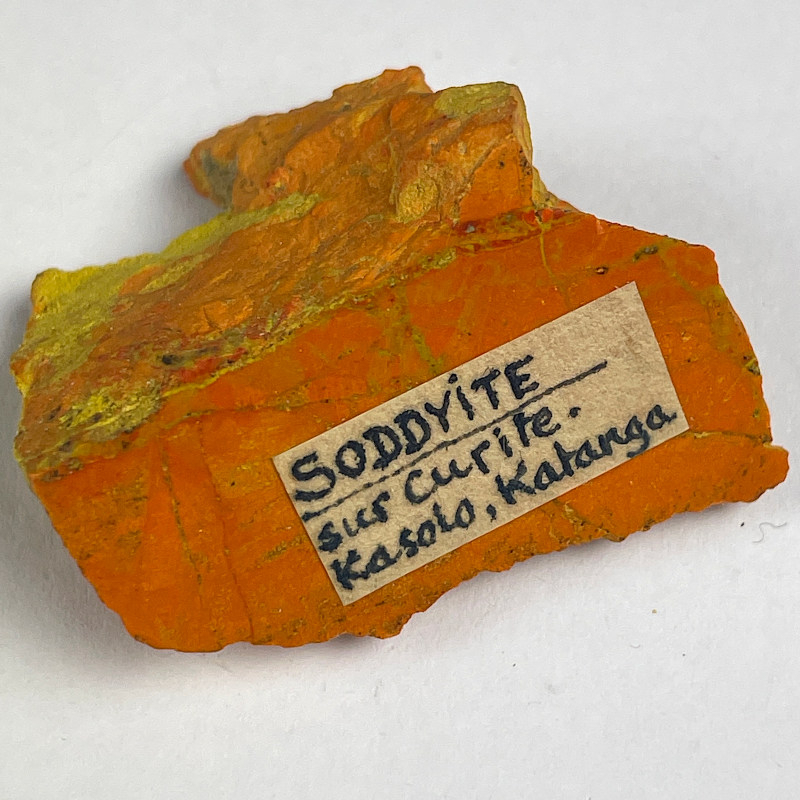 SODDYiTE
sur Curite.
Kasolo, Katanga